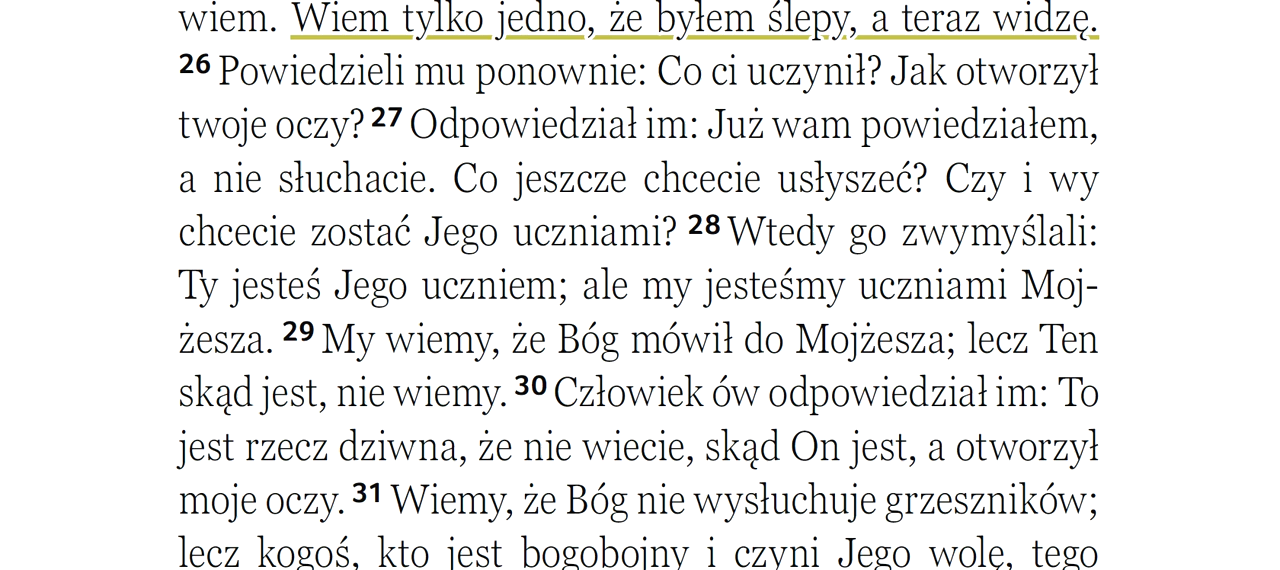 wiem. Wiem tylko jedno, że byłem ślepy, a teraz widzę.
26 Powiedzieli mu ponownie: Co ci uczynił? Jak otworzył
twoje oczy? 27 Odpowiedział im: Już wam powiedziałem,
a nie słuchacie. Co jeszcze chcecie usłyszeć? Czy i wy
chcecie zostać Jego uczniami? 28 Wtedy go zwymyślali:
Ty jesteś Jego uczniem; ale my jesteśmy uczniami Moj-
żesza. 29 My wiemy, że Bóg mówił do Mojżesza; lecz Ten
skąd jest, nie wiemy. 30 Człowiek ów odpowiedział im: To
jest rzecz dziwna, że nie wiecie, skąd On jest, a otworzył
moje oczy. 31 Wiemy, że Bóg nie wysłuchuje grzeszników;
lecz kogoś, kto jest bogobojny i czyni Jego wolę, tego